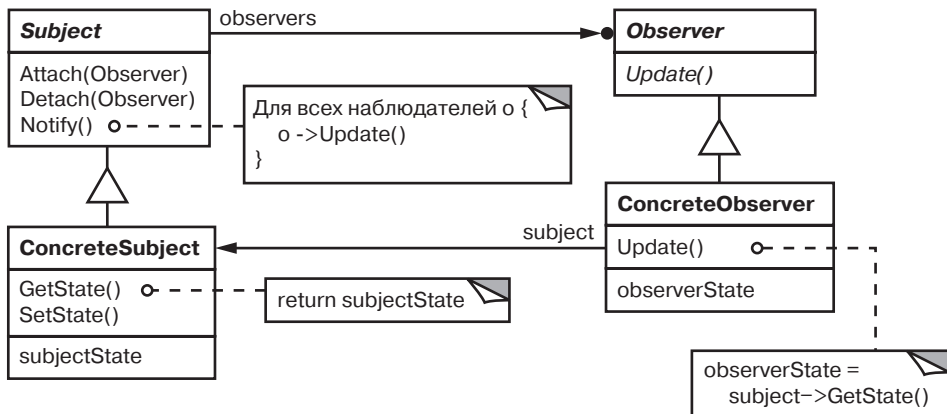 Subject
observers
Observer
Attach(Observer)
Detach(Observer)
Notify()
Update()
Для всех наблюдателей o {
o ->Update()
}
ConcreteObserver
subject
ConcreteSubject
Update()
GetState()
SetState()
return subjectState
observerState
subjectState
observerState =
subject->GetState()